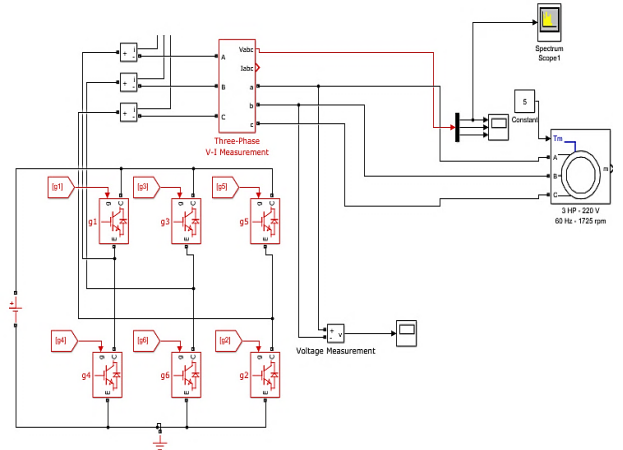 Spectrum
Scope1
+
i
-
+
i
-
+
i
-
A
B
C
Vabc
Iabc
a
b
c
Three-Phase
V-I Measurement
5
Constant
Tm
A
B
C
m
3 HP - 220 V
60 Hz - 1725 rpm
[g1]
[g3]
[g5]
g C
g C
g C
g1
g3
g5
E
E
E
+
+
-
v
Voltage Measurement
[g4]
[g6]
[g2]
g C
g C
g C
g4
g6
g2
E
E
E